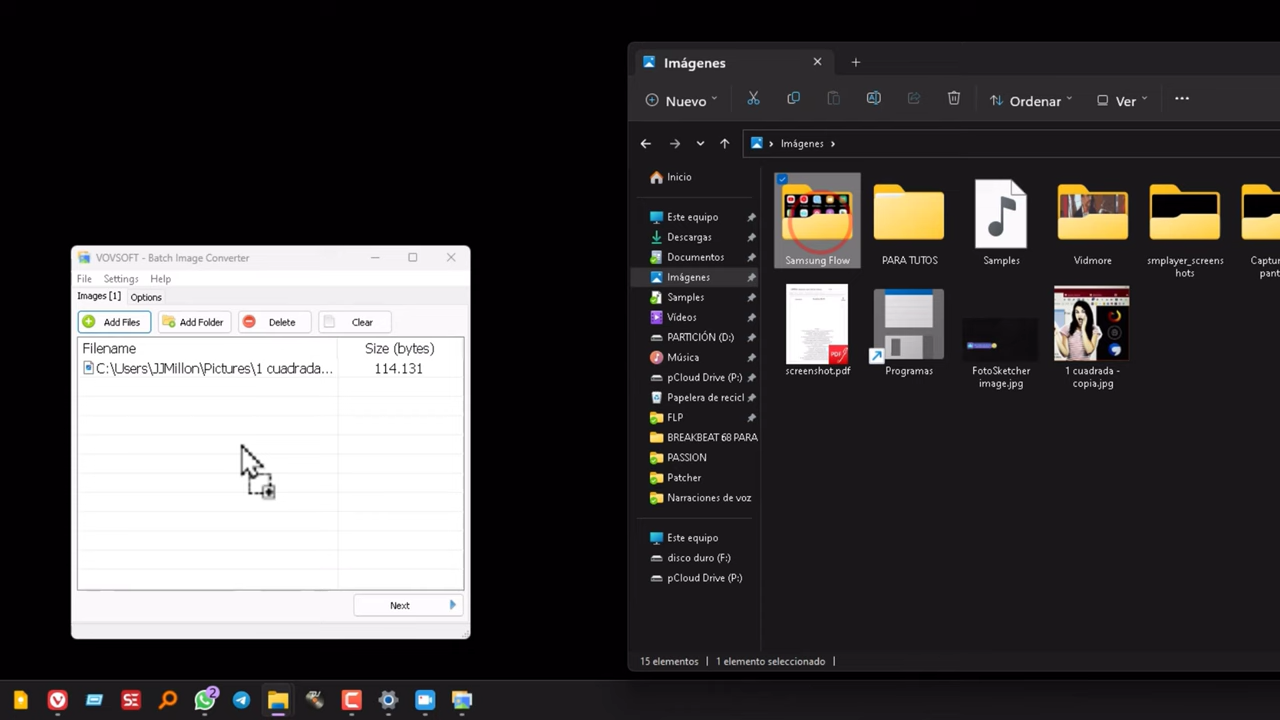 Imágenes
Nuevo
Ordenar
Ver
Imágenes
Inicio
Este equipo
Descargas
Documentos
Imágenes
Samples
Vídeos
PARTICIÓN (D:)
Música
pCloud Drive (P:)
Papelera de recicl
FLP
BREAKBEAT 68 PARA
PASSION
Patcher
Narraciones de voz
Este equipo
disco duro (F:)
pCloud Drive (P:)
Samsung Flow
PARA TUTOS
Samples
Vidmore
smplayer_screens
hots
Captur
pant
screenshot.pdf
PDF
Programas
FotoSketcher
image.jpg
1 cuadrada -
copia.jpg
15 elementos
1 elemento seleccionado
VOVSOFT - Batch Image Converter
File Settings Help
Images [1] Options
Add Files Add Folder Delete Clear
Filename Size (bytes)
C:\Users\JJMillon\Pictures\1 cuadrada... 114.131
Next
SE
2